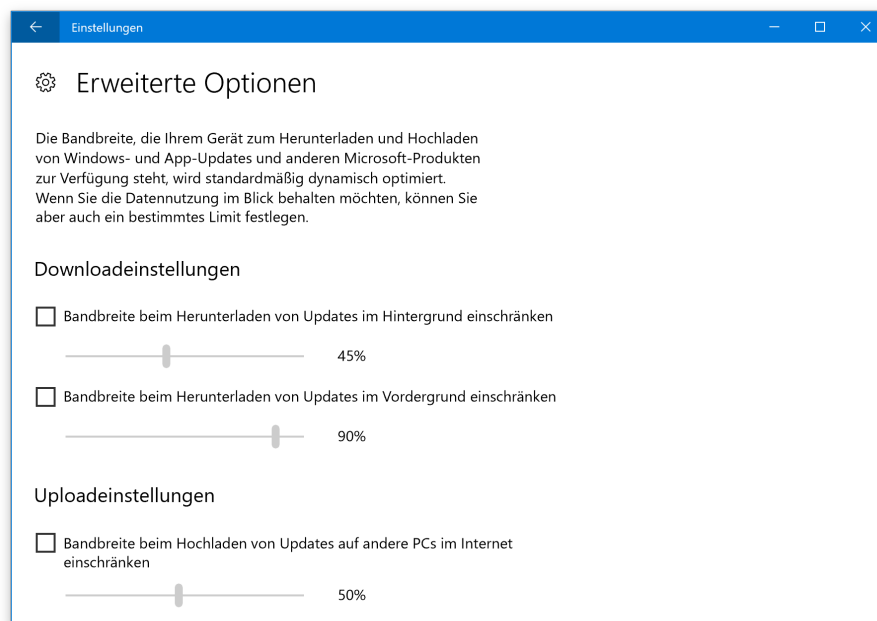 Einstellungen
Erweiterte Optionen
Die Bandbreite, die Ihrem Gerät zum Herunterladen und Hochladen
von Windows- und App-Updates und anderen Microsoft-Produkten
zur Verfügung steht, wird standardmäßig dynamisch optimiert.
Wenn Sie die Datennutzung im Blick behalten möchten, können Sie
aber auch ein bestimmtes Limit festlegen.
Downloadeinstellungen
Bandbreite beim Herunterladen von Updates im Hintergrund einschränken
45%
Bandbreite beim Herunterladen von Updates im Vordergrund einschränken
90%
Uploadeinstellungen
Bandbreite beim Hochladen von Updates auf andere PCs im Internet
einschränken
50%